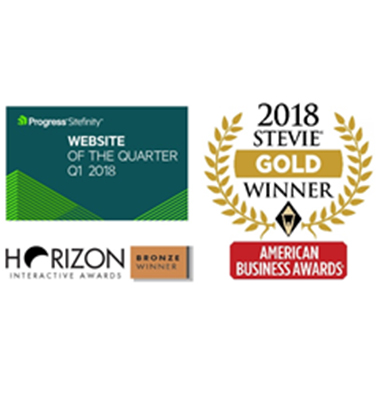 Progress Sitefinity
WEBSITE
OF THE QUARTER
Q1 2018
HORIZON
INTERACTIVE AWARDS
BRONZE
WINNER
2018
STEVIE®
GOLD
WINNER
AMERICAN
BUSINESS AWARDS